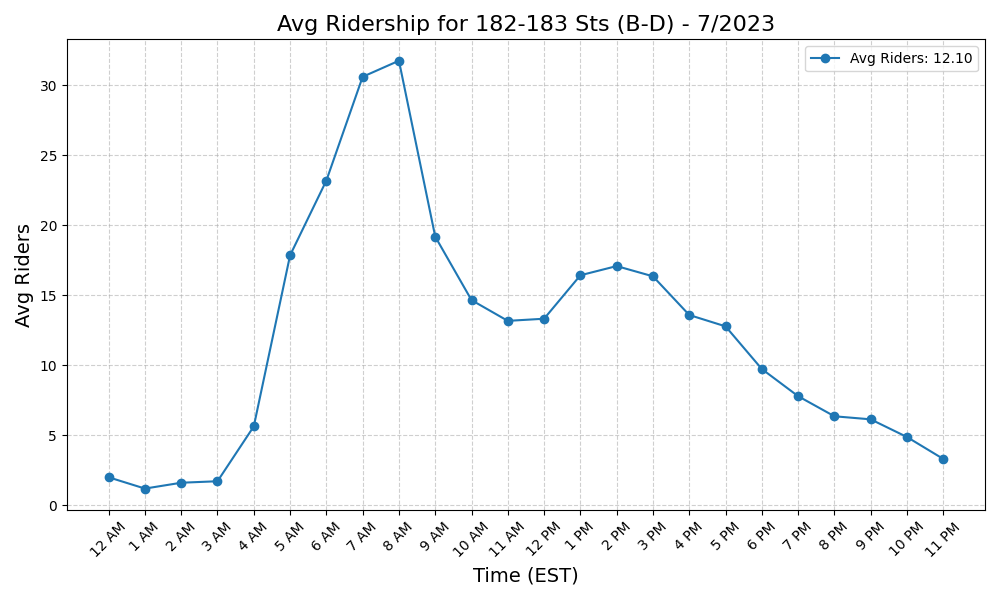 Avg Ridership for 182-183 Sts (B-D) - 7/2023
Avg Riders: 12.10
Avg Riders
30
25
20
15
10
5
0
12 AM
1 AM
2 AM
3 AM
4 AM
5 AM
6 AM
7 AM
8 AM
9 AM
10 AM
11 AM
12 PM
1 PM
2 PM
3 PM
4 PM
5 PM
6 PM
7 PM
8 PM
9 PM
10 PM
11 PM
Time (EST)